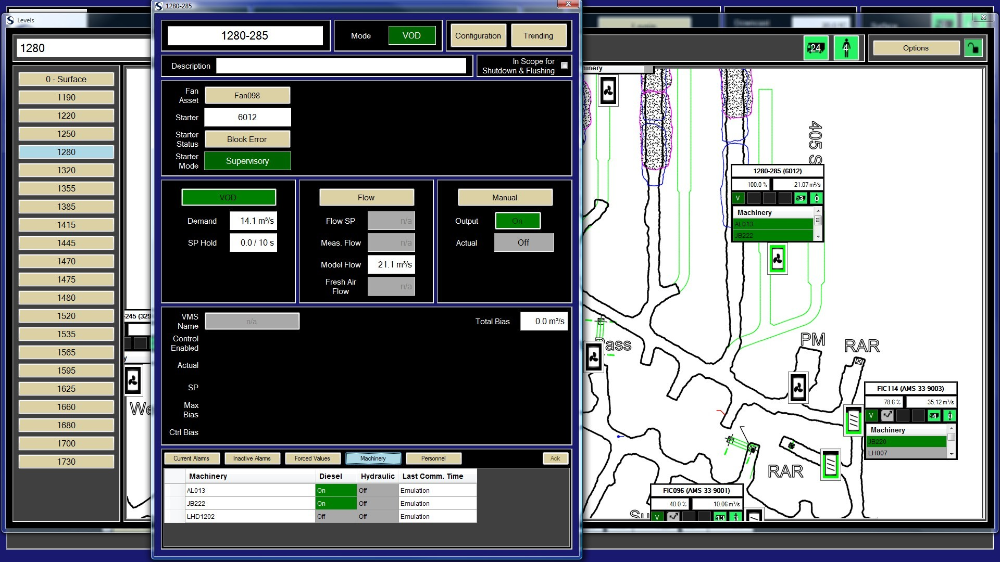 1280-285
Levels
1280
0 - Surface
1190
1220
1250
1280
1320
1355
1385
1415
1445
1470
1475
1480
1520
1535
1565
1595
1625
1660
1680
1700
1730
1280-285
Mode
VOD
Configuration
Trending
Description
In Scope for
Shutdown & Flushing
Fan
Asset
Fan098
Starter
6012
Starter
Status
Block Error
Starter
Mode
Supervisory
VOD
Demand
14.1 m³/s
SP Hold
0.0 / 10 s
Flow
Flow SP
n/a
Meas. Flow
n/a
Model Flow
21.1 m³/s
Fresh Air
Flow
n/a
Manual
Output
On
Actual
Off
VMS
Name
n/a
Total Bias
0.0 m³/s
Control
Enabled
Actual
SP
Max
Bias
Ctrl Bias
Current Alarms
Inactive Alarms
Forced Values
Machinery
Personnel
Ack
Machinery Diesel Hydraulic Last Comm. Time
AL013 On Off Emulation
JB222 On Off Emulation
LHD1202 Off Off Emulation
24
4
Options
405 S
1280-285 (6012)
100.0 %
21.07 m³/s
V
3
0
Machinery
AL013
JB222
PM
RAR
FIC114 (AMS 33-9003)
78.6 %
35.12 m³/s
V
4
0
Machinery
JB220
LH007
RAR
FIC096 (AMS 33-9001)
40.0 %
10.06 m³/s
V
13
3